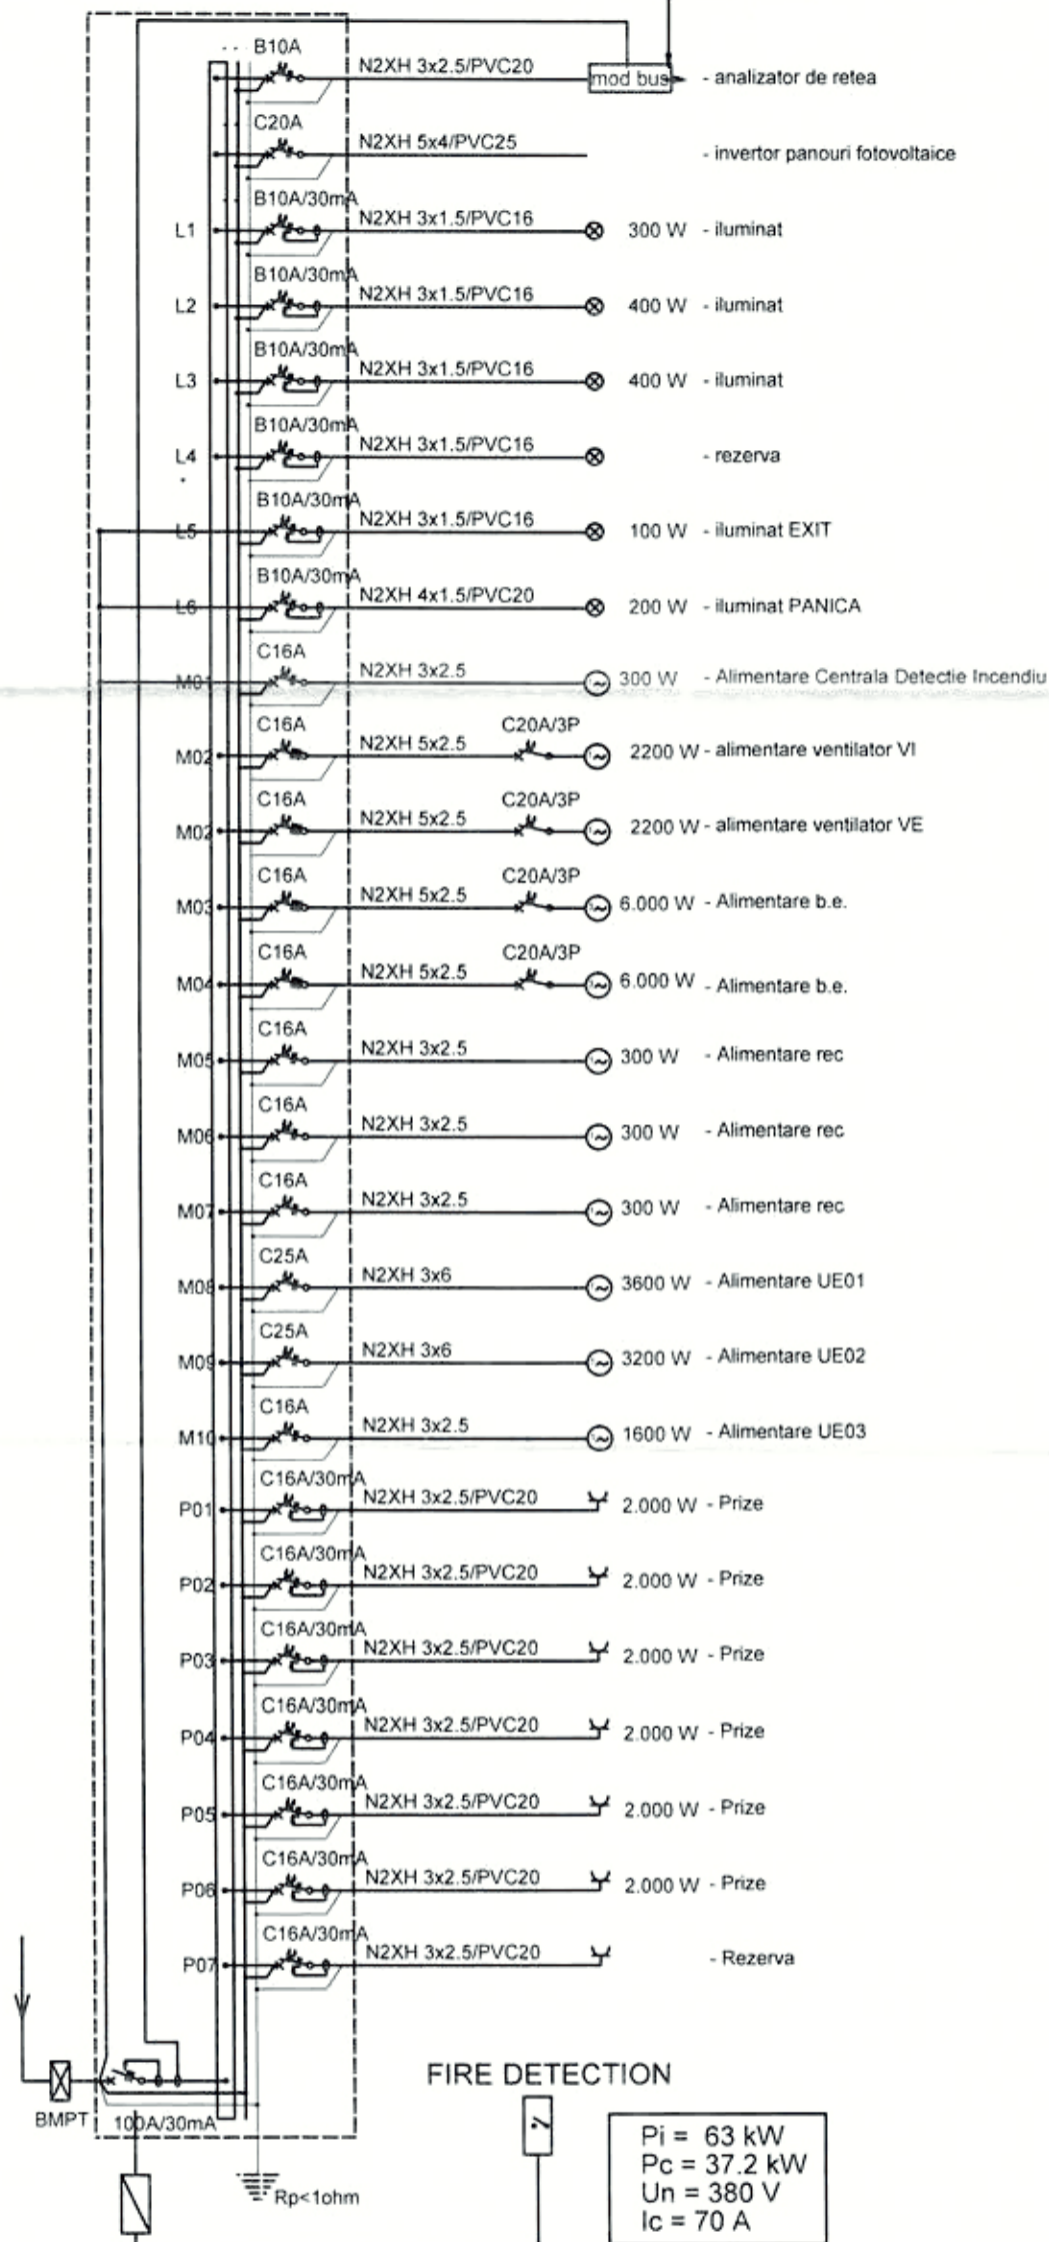 B10A
N2XH 3x2.5/PVC20
mod bus
- analizator de retea
C20A
N2XH 5x4/PVC25
- invertor panouri fotovoltaice
B10A/30mA
L1
N2XH 3x1.5/PVC16
300 W - iluminat
B10A/30mA
L2
N2XH 3x1.5/PVC16
400 W - iluminat
B10A/30mA
L3
N2XH 3x1.5/PVC16
400 W - iluminat
B10A/30mA
L4
N2XH 3x1.5/PVC16
- rezerva
B10A/30mA
L5
N2XH 3x1.5/PVC16
100 W - iluminat EXIT
B10A/30mA
L6
N2XH 4x1.5/PVC20
200 W - iluminat PANICA
C16A
M01
N2XH 3x2.5
300 W - Alimentare Centrala Detectie Incendiu
C16A
M02
N2XH 5x2.5
C20A/3P
2200 W - alimentare ventilator VI
C16A
M02
N2XH 5x2.5
C20A/3P
2200 W - alimentare ventilator VE
C16A
M03
N2XH 5x2.5
C20A/3P
6.000 W - Alimentare b.e.
C16A
M04
N2XH 5x2.5
C20A/3P
6.000 W - Alimentare b.e.
C16A
M05
N2XH 3x2.5
300 W - Alimentare rec
C16A
M06
N2XH 3x2.5
300 W - Alimentare rec
C16A
M07
N2XH 3x2.5
300 W - Alimentare rec
C25A
M08
N2XH 3x6
3600 W - Alimentare UE01
C25A
M09
N2XH 3x6
3200 W - Alimentare UE02
C16A
M10
N2XH 3x2.5
1600 W - Alimentare UE03
C16A/30mA
P01
N2XH 3x2.5/PVC20
2.000 W - Prize
C16A/30mA
P02
N2XH 3x2.5/PVC20
2.000 W - Prize
C16A/30mA
P03
N2XH 3x2.5/PVC20
2.000 W - Prize
C16A/30mA
P04
N2XH 3x2.5/PVC20
2.000 W - Prize
C16A/30mA
P05
N2XH 3x2.5/PVC20
2.000 W - Prize
C16A/30mA
P06
N2XH 3x2.5/PVC20
2.000 W - Prize
C16A/30mA
P07
N2XH 3x2.5/PVC20
- Rezerva
BMPT
100A/30mA
Rp<1ohm
FIRE DETECTION
Pi = 63 kW
Pc = 37.2 kW
Un = 380 V
Ic = 70 A